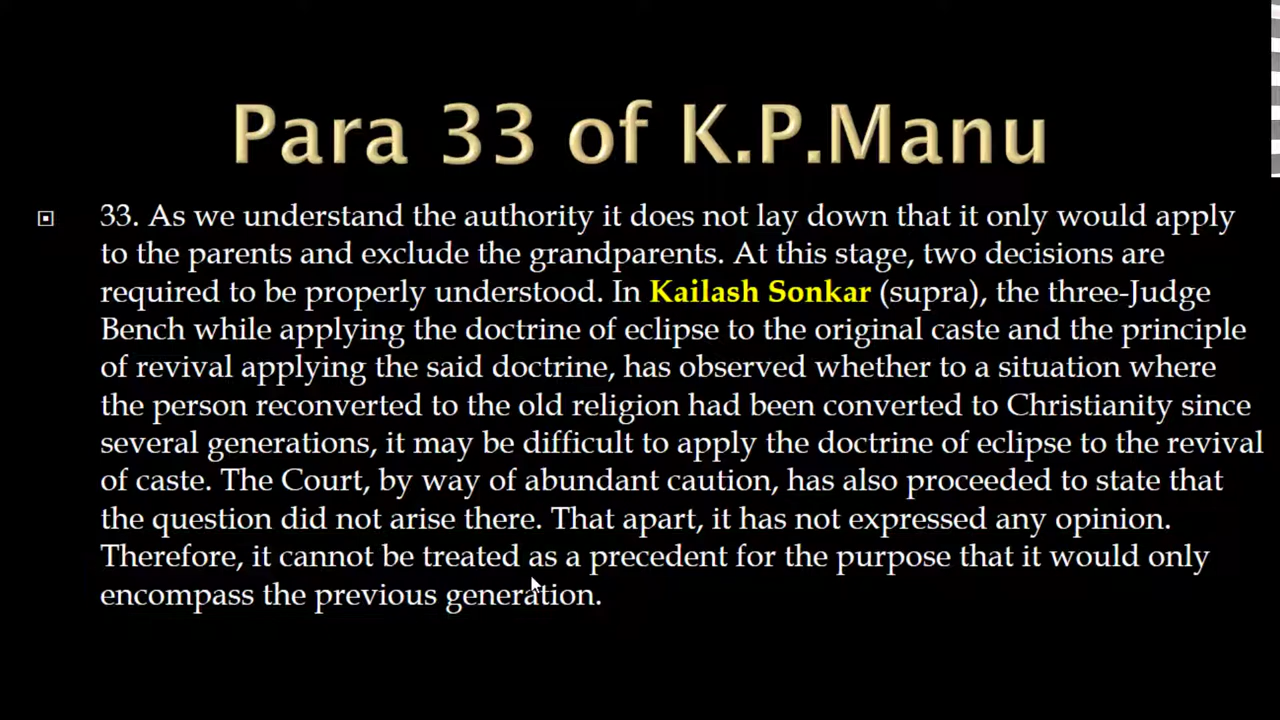 Para 33 of K.P.Manu
33. As we understand the authority it does not lay down that it only would apply
to the parents and exclude the grandparents. At this stage, two decisions are
required to be properly understood. In Kailash Sonkar (supra), the three-Judge
Bench while applying the doctrine of eclipse to the original caste and the principle
of revival applying the said doctrine, has observed whether to a situation where
the person reconverted to the old religion had been converted to Christianity since
several generations, it may be difficult to apply the doctrine of eclipse to the revival
of caste. The Court, by way of abundant caution, has also proceeded to state that
the question did not arise there. That apart, it has not expressed any opinion.
Therefore, it cannot be treated as a precedent for the purpose that it would only
encompass the previous generation.